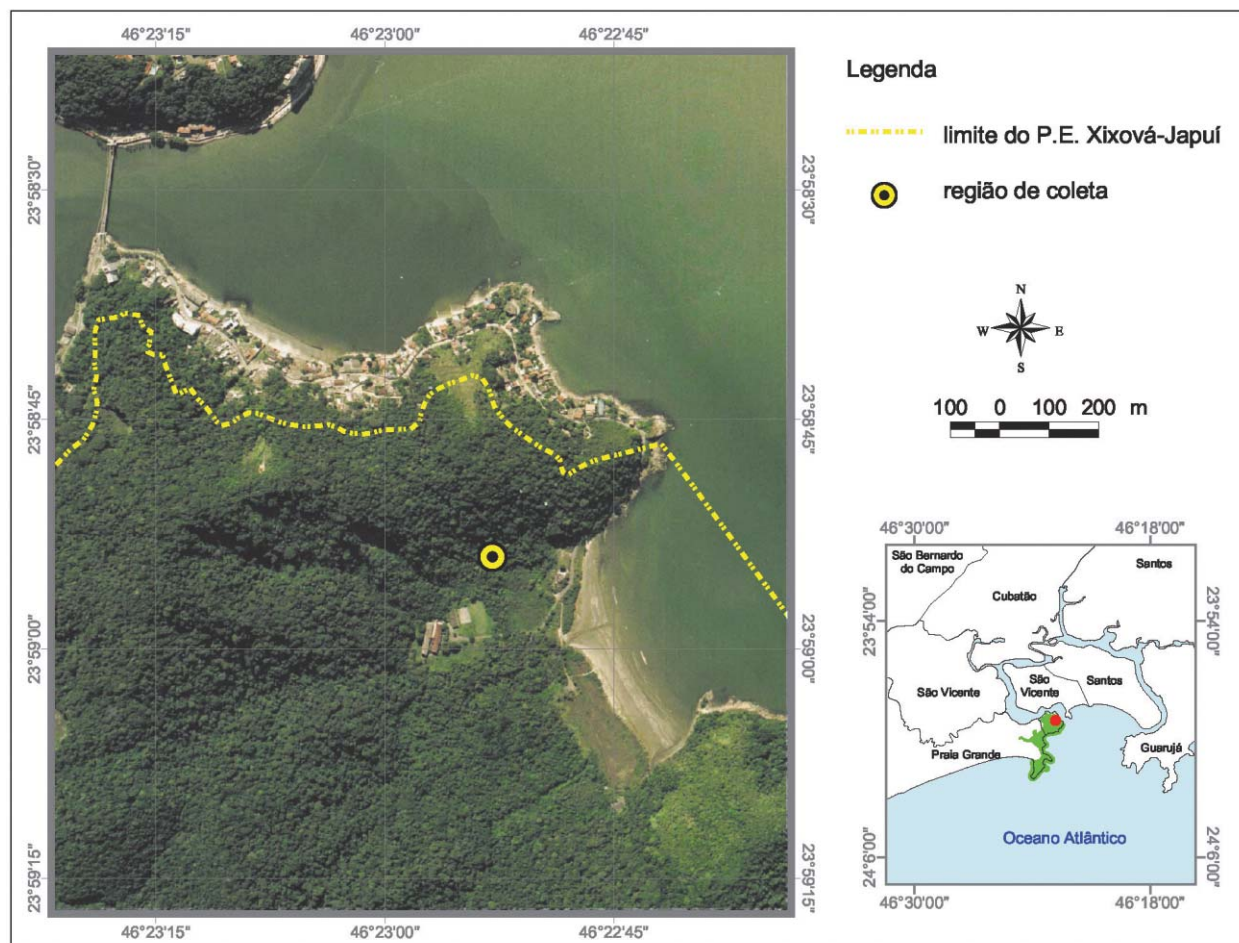 46°23'15" 46°23'00" 46°22'45"
23°58'30"
23°58'45"
23°59'00"
23°59'15"
23°58'30"
23°58'45"
23°59'00"
23°59'15"
46°23'15" 46°23'00" 46°22'45"
Legenda
limite do P.E. Xixová-Japuí
região de coleta
N
W E
S
100 0 100 200 m
46°30'00" 46°18'00"
São Bernardo
do Campo
Santos
Cubatão
São Vicente
São
Vicente
Santos
Praia Grande
Guarujá
Oceano Atlântico
23°54'00"
24°6'00"
23°54'00"
24°6'00"
46°30'00" 46°18'00"